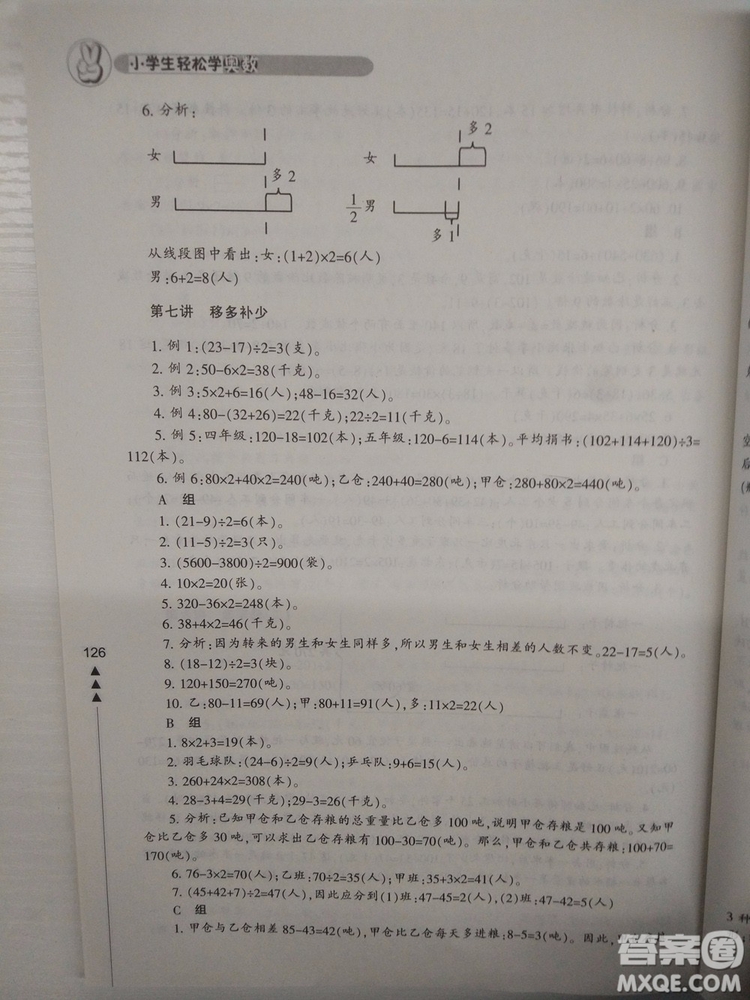 小学生轻松学奥数
6. 分析:
多 2
女
女
多 2
男
1/2 男
多 1
从线段图中看出:女:(1+2)×2=6(人)
男:6+2=8(人)
第七讲 移多补少
1. 例 1:(23-17)÷2=3(支)。
2. 例 2:50-6×2=38(千克)。
3. 例 3:5×2+6=16(人);48-16=32(人)。
4. 例 4:80-(32+26)=22(千克);22÷2=11(千克)。
5. 例 5:四年级:120-18=102(本);五年级:120-6=114(本)。平均捐书:(102+114+120)÷3=
112(本)。
6. 例 6:80×2+40×2=240(吨);乙仓:240+40=280(吨);甲仓:280+80×2=440(吨)。
A 组
1. (21-9)÷2=6(本)。
2. (11-5)÷2=3(只)。
3. (5600-3800)÷2=900(袋)。
4. 10×2=20(张)。
5. 320-36×2=248(本)。
6. 38+4×2=46(千克)。
7. 分析:因为转来的男生和女生同样多,所以男生和女生相差的人数不变。22-17=5(人)。
8. (18-12)÷2=3(块)。
9. 120+150=270(吨)。
10. 乙:80-11=69(人);甲:80+11=91(人),多:11×2=22(人)
B 组
1. 8×2+3=19(本)。
2. 羽毛球队:(24-6)÷2=9(人);乒乓队:9+6=15(人)。
3. 260+24×2=308(本)。
4. 28-3+4=29(千克);29-3=26(千克)。
5. 分析:已知甲仓和乙仓存粮的总重量比乙仓多 100 吨,说明甲仓存粮是 100 吨。又知甲
仓比乙仓多 30 吨,可以求出乙仓存粮有 100-30=70(吨)。那么,甲仓和乙仓共存粮:100+70=
170(吨)。
6. 76-3×2=70(人);乙班:70÷2=35(人);甲班:35+3×2=41(人)。
7. (45+42+7)÷2=47(人),因此应分到(1)班:47-45=2(人),(2)班:47-42=5(人)
C 组
1. 甲仓与乙仓相差 85-43=42(吨),甲仓比乙仓每天多进粮:8-5=3(吨)。因此,
126
空
后
3 种
答案圈
MXQE.COM